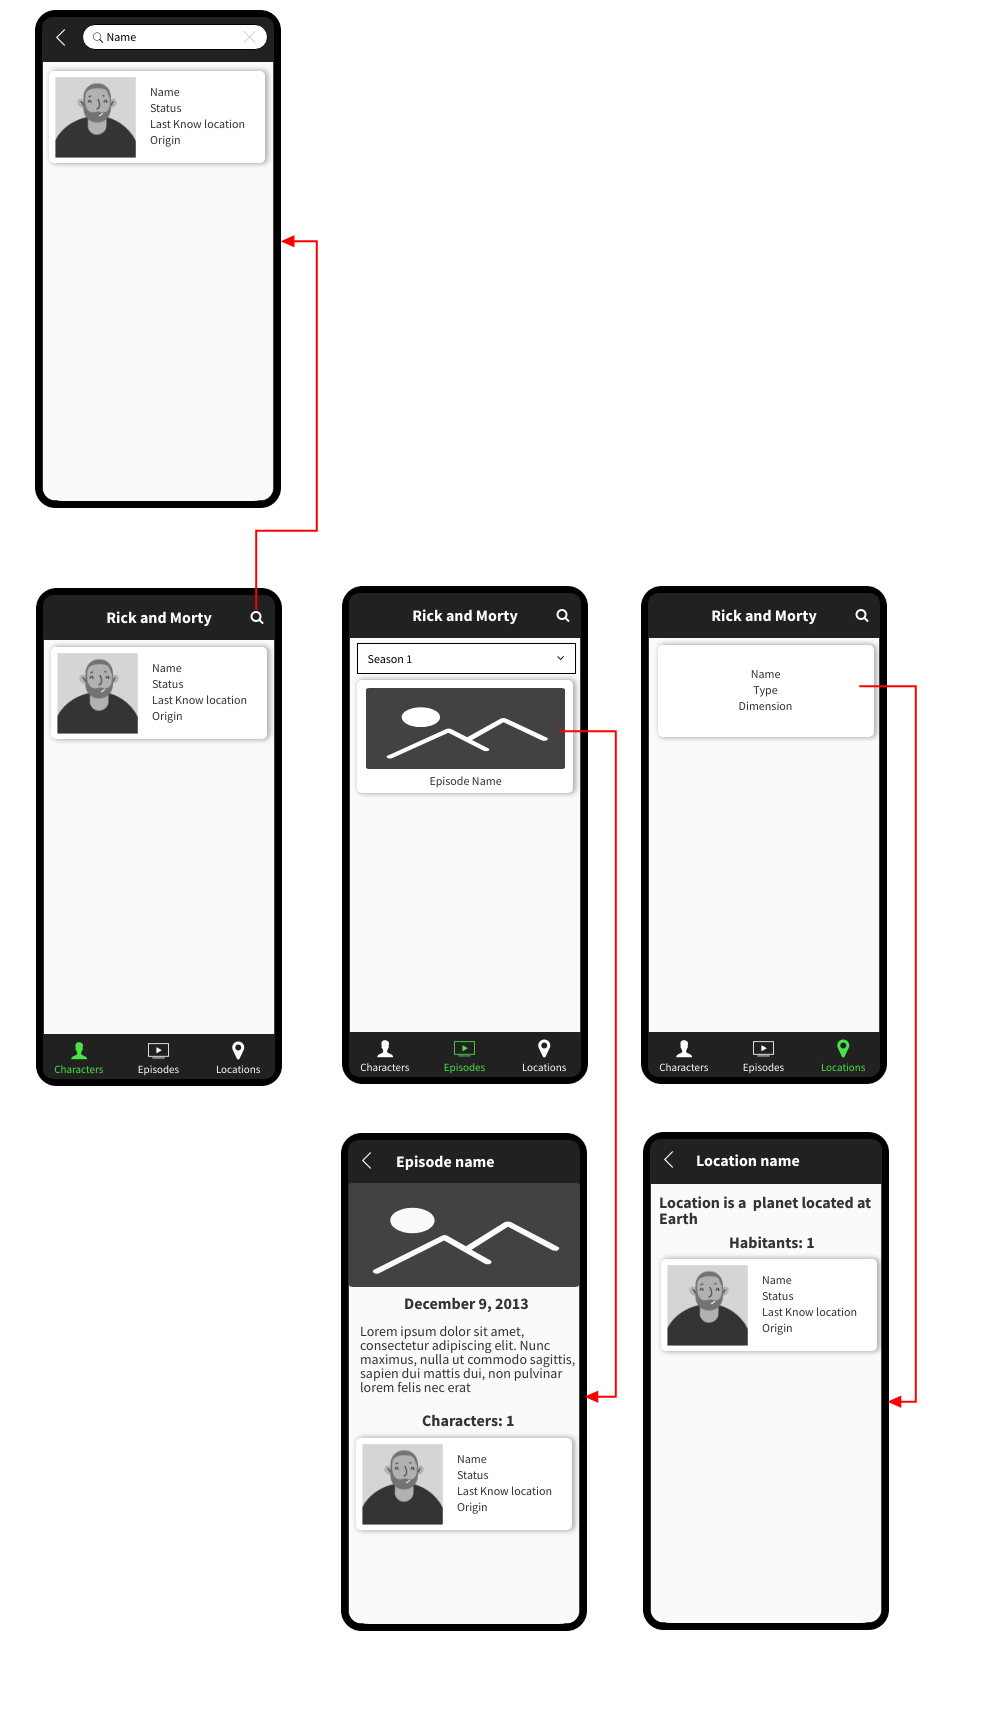 Name
Name
Status
Last Know location
Origin
Rick and Morty
Name
Status
Last Know location
Origin
Characters
Episodes
Locations
Rick and Morty
Season 1
Episode Name
Characters
Episodes
Locations
Rick and Morty
Name
Type
Dimension
Characters
Episodes
Locations
Episode name
December 9, 2013
Lorem ipsum dolor sit amet,
consectetur adipiscing elit. Nunc
maximus, nulla ut commodo sagittis,
sapien dui mattis dui, non pulvinar
lorem felis nec erat
Characters: 1
Name
Status
Last Know location
Origin
Location name
Location is a  planet located at
Earth
Habitants: 1
Name
Status
Last Know location
Origin